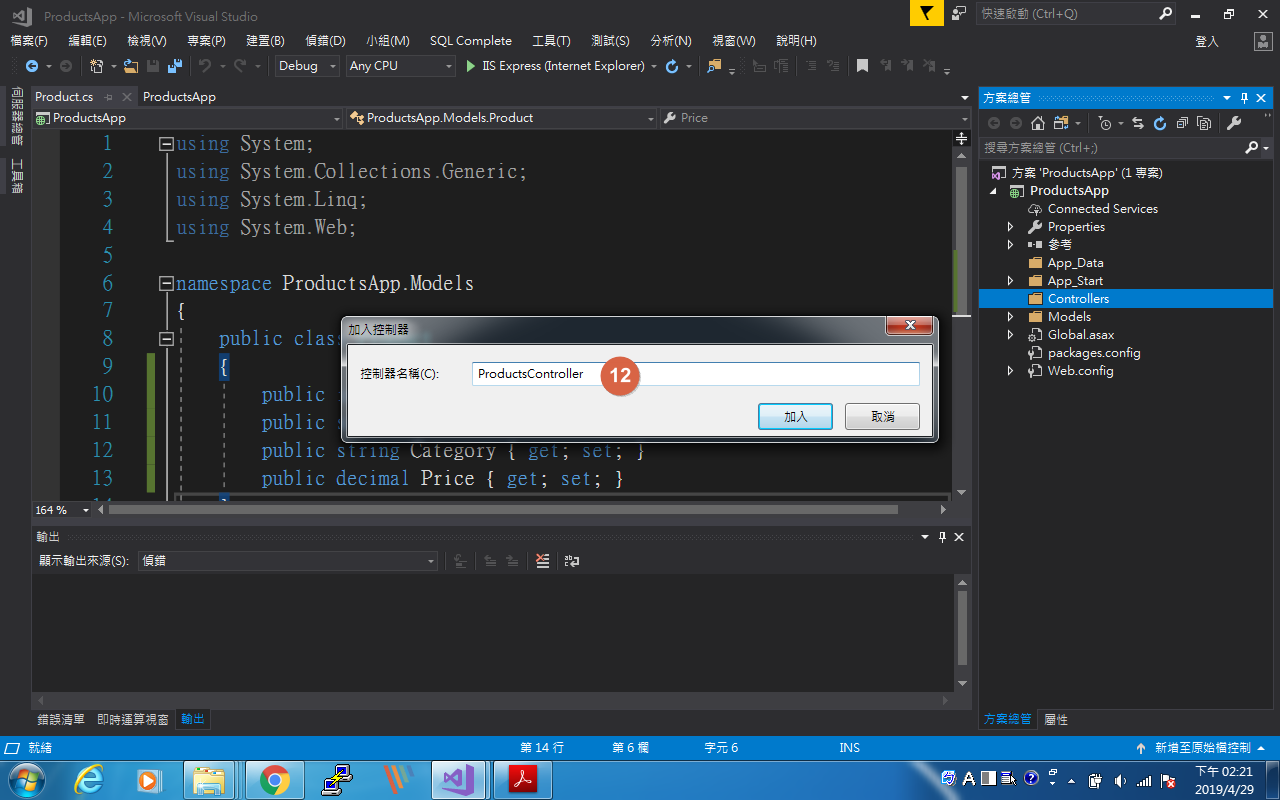 ProductsApp - Microsoft Visual Studio
快速啟動 (Ctrl+Q)
檔案(F) 編輯(E) 檢視(V) 專案(P) 建置(B) 偵錯(D) 小組(M) SQL Complete 工具(T) 測試(S) 分析(N) 視窗(W) 說明(H)
登入
Debug Any CPU IIS Express (Internet Explorer)
伺服器總管
工具箱
Product.cs ProductsApp
ProductsApp ProductsApp.Models.Product Price
1 using System;
2 using System.Collections.Generic;
3 using System.Linq;
4 using System.Web;
5
6 namespace ProductsApp.Models
7 {
8 public clas
9 {
10 public
11 public s
12 public string Category { get; set; }
13 public decimal Price { get; set; }
164 %
加入控制器
控制器名稱(C): ProductsController 12
加入 取消
輸出
顯示輸出來源(S): 偵錯
錯誤清單 即時運算視窗 輸出
方案總管
搜尋方案總管 (Ctrl+;)
方案 'ProductsApp' (1 專案)
ProductsApp
Connected Services
Properties
參考
App_Data
App_Start
Controllers
Models
Global.asax
packages.config
Web.config
方案總管 屬性
就緒 第 14 行 第 6 欄 字元 6 INS 新增至原始檔控制
A
下午 02:21
2019/4/29